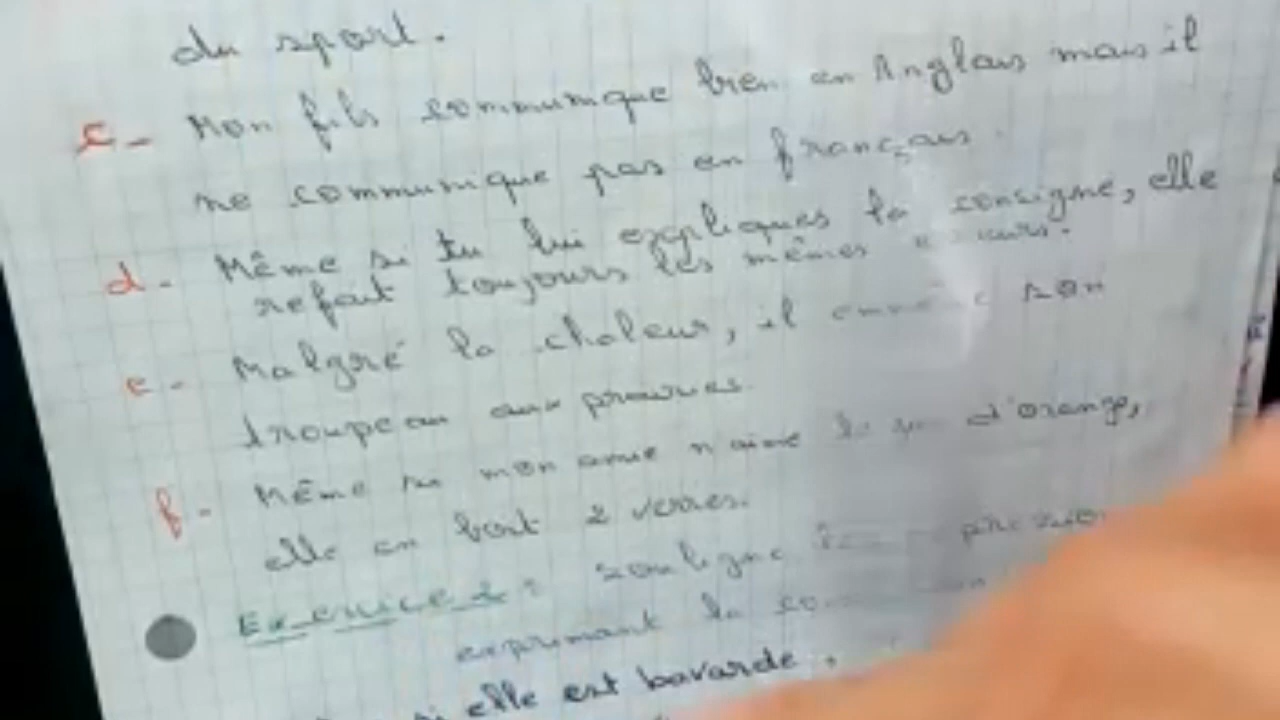 du sport.
c- Mon fils communique bien en Anglais mais il
ne communique pas en français.
d- Même si tu lui expliques la consigne, elle
refait toujours les mêmes
e- Malgré la chaleur, il son
troupeau aux prairies
f- Même si mon amie n'aime d'orange,
elle en boit 2 verres.
Exercice 2: souligne
exprimant la
si elle est bavarde,